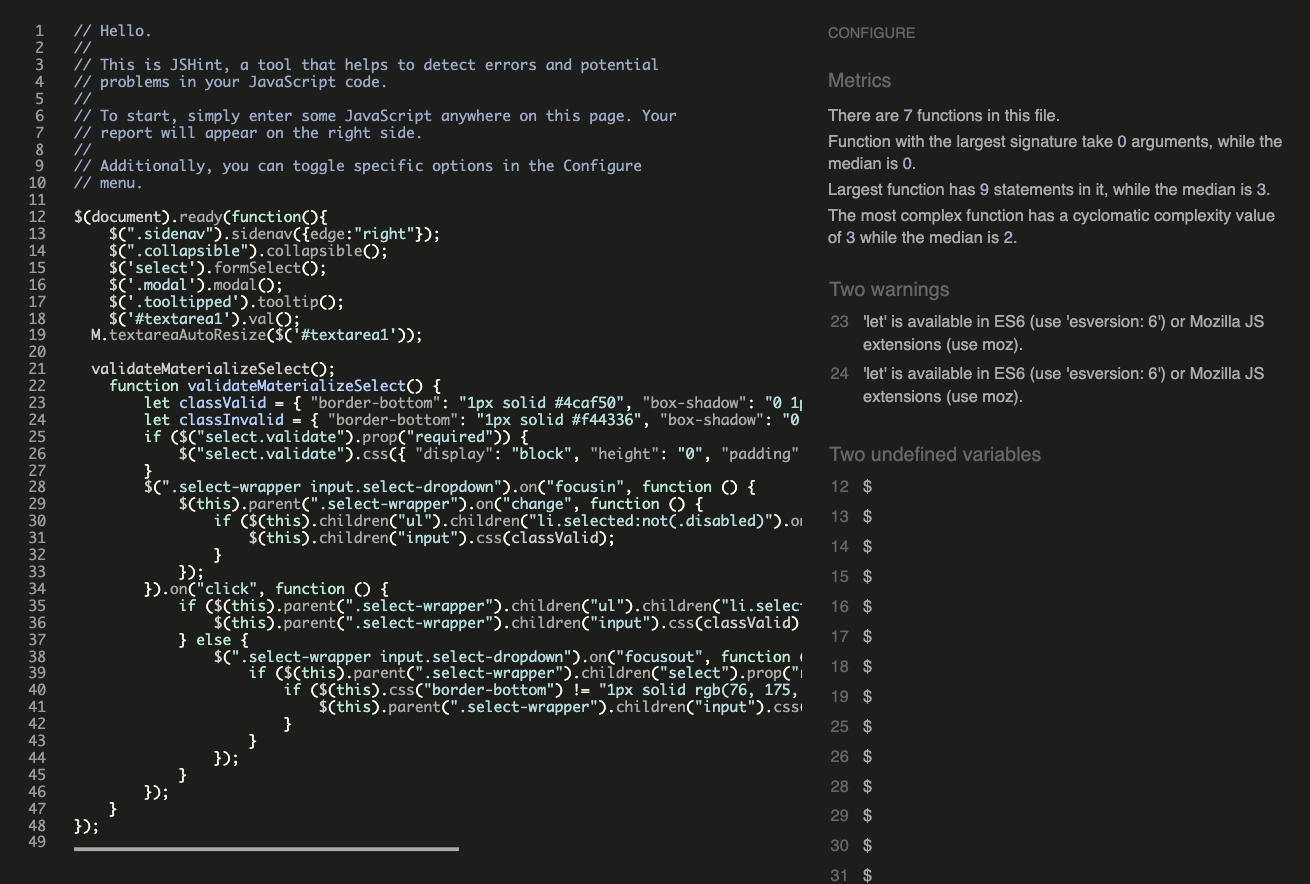 1 // Hello.
2 //
3 // This is JSHint, a tool that helps to detect errors and potential
4 // problems in your JavaScript code.
5 //
6 // To start, simply enter some JavaScript anywhere on this page. Your
7 // report will appear on the right side.
8 //
9 // Additionally, you can toggle specific options in the Configure
10 // menu.
11
12 $(document).ready(function(){
13     $(".sidenav").sidenav({edge:"right"});
14     $(".collapsible").collapsible();
15     $('select').formSelect();
16     $('.modal').modal();
17     $('.tooltipped').tooltip();
18     $('#textarea1').val();
19   M.textareaAutoResize($('#textarea1'));
20
21   validateMaterializeSelect();
22     function validateMaterializeSelect() {
23         let classValid = { "border-bottom": "1px solid #4caf50", "box-shadow": "0 1p
24         let classInvalid = { "border-bottom": "1px solid #f44336", "box-shadow": "0
25         if ($("select.validate").prop("required")) {
26             $("select.validate").css({ "display": "block", "height": "0", "padding"
27         }
28         $(".select-wrapper input.select-dropdown").on("focusin", function () {
29             $(this).parent(".select-wrapper").on("change", function () {
30                 if ($(this).children("ul").children("li.selected:not(.disabled)").on
31                     $(this).children("input").css(classValid);
32                 }
33             });
34         }).on("click", function () {
35             if ($(this).parent(".select-wrapper").children("ul").children("li.selec
36                 $(this).parent(".select-wrapper").children("input").css(classValid)
37             } else {
38                 $(".select-wrapper input.select-dropdown").on("focusout", function (
39                     if ($(this).parent(".select-wrapper").children("select").prop("r
40                         if ($(this).css("border-bottom") != "1px solid rgb(76, 175,
41                             $(this).parent(".select-wrapper").children("input").css(
42                         }
43                     }
44                 });
45             }
46         });
47     }
48 });
49
CONFIGURE
Metrics
There are 7 functions in this file.
Function with the largest signature take 0 arguments, while the
median is 0.
Largest function has 9 statements in it, while the median is 3.
The most complex function has a cyclomatic complexity value
of 3 while the median is 2.
Two warnings
23 'let' is available in ES6 (use 'esversion: 6') or Mozilla JS
extensions (use moz).
24 'let' is available in ES6 (use 'esversion: 6') or Mozilla JS
extensions (use moz).
Two undefined variables
12 $
13 $
14 $
15 $
16 $
17 $
18 $
19 $
25 $
26 $
28 $
29 $
30 $
31 $